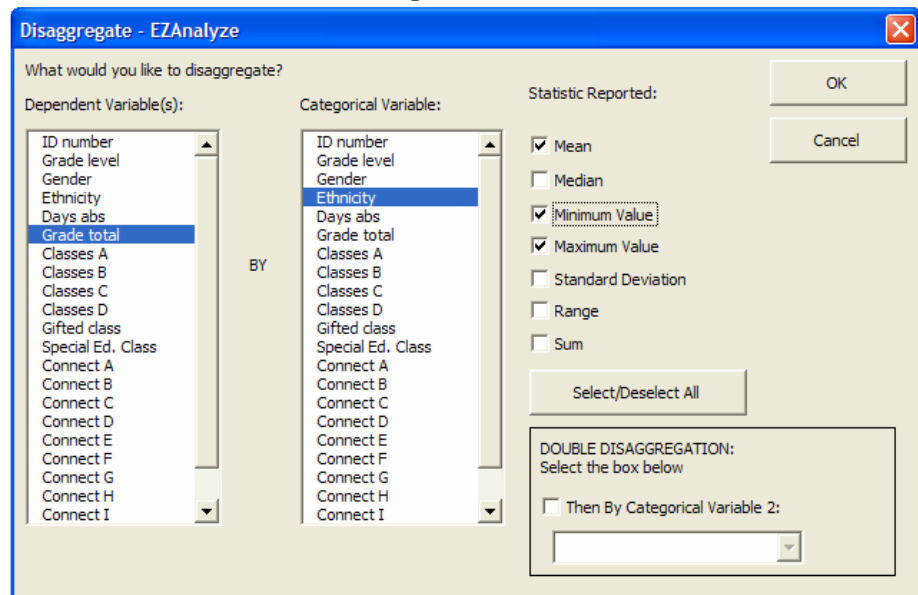 Disaggregate - EZAnalyze
What would you like to disaggregate?
Dependent Variable(s):
ID number
Grade level
Gender
Ethnicity
Days abs
Grade total
Classes A
Classes B
Classes C
Classes D
Gifted class
Special Ed. Class
Connect A
Connect B
Connect C
Connect D
Connect E
Connect F
Connect G
Connect H
Connect I
BY
Categorical Variable:
ID number
Grade level
Gender
Ethnicity
Days abs
Grade total
Classes A
Classes B
Classes C
Classes D
Gifted class
Special Ed. Class
Connect A
Connect B
Connect C
Connect D
Connect E
Connect F
Connect G
Connect H
Connect I
Statistic Reported:
Mean
Median
Minimum Value
Maximum Value
Standard Deviation
Range
Sum
Select/Deselect All
DOUBLE DISAGGREGATION:
Select the box below
Then By Categorical Variable 2:
OK
Cancel